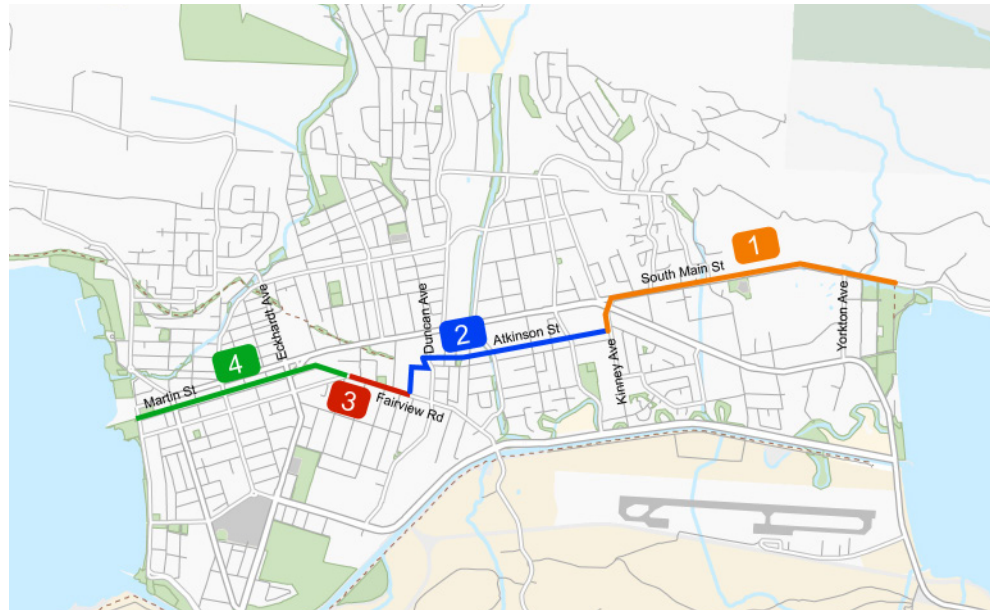 1
South Main St
Yorkton Ave
Duncan Ave
2
Atkinson St
Kinney Ave
Eckhardt Ave
4
Martin St
3
Fairview Rd